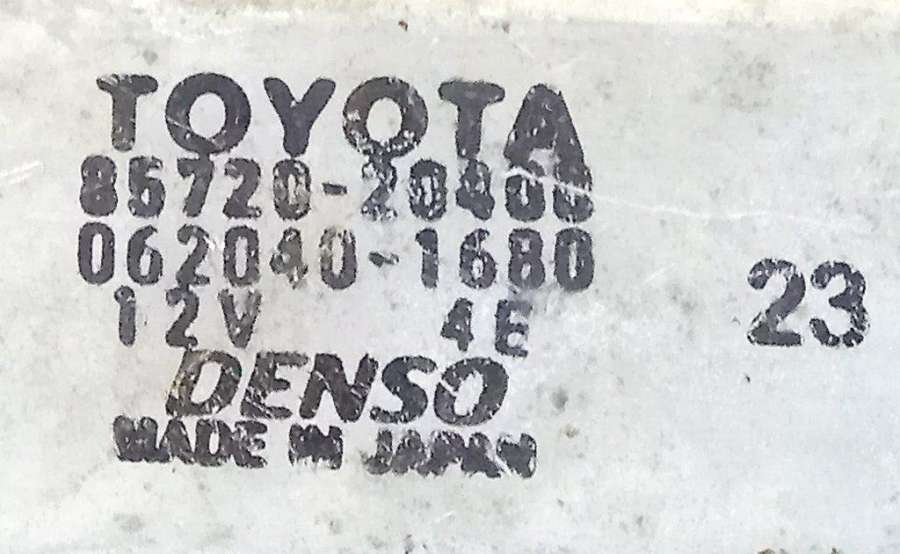 TOYOTA
85720-20400
062040-1680
12V 4E
23
DENSO
MADE IN JAPAN